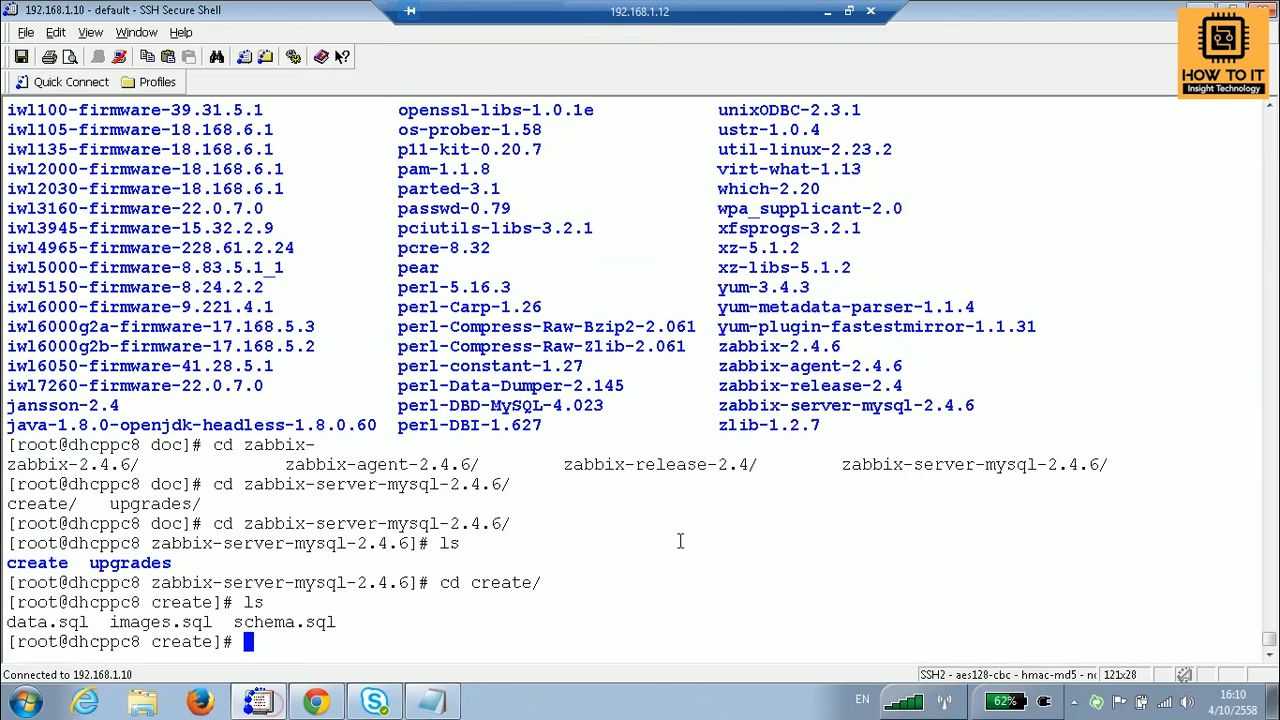 192.168.1.10 - default - SSH Secure Shell
192.168.1.12
File Edit View Window Help
Quick Connect Profiles
HOW TO IT
Insight Technology
iwl100-firmware-39.31.5.1 openssl-libs-1.0.1e unixODBC-2.3.1
iwl105-firmware-18.168.6.1 os-prober-1.58 ustr-1.0.4
iwl135-firmware-18.168.6.1 p11-kit-0.20.7 util-linux-2.23.2
iwl2000-firmware-18.168.6.1 pam-1.1.8 virt-what-1.13
iwl2030-firmware-18.168.6.1 parted-3.1 which-2.20
iwl3160-firmware-22.0.7.0 passwd-0.79 wpa_supplicant-2.0
iwl3945-firmware-15.32.2.9 pciutils-libs-3.2.1 xfsprogs-3.2.1
iwl4965-firmware-228.61.2.24 pcre-8.32 xz-5.1.2
iwl5000-firmware-8.83.5.1_1 pear xz-libs-5.1.2
iwl5150-firmware-8.24.2.2 perl-5.16.3 yum-3.4.3
iwl6000-firmware-9.221.4.1 perl-Carp-1.26 yum-metadata-parser-1.1.4
iwl6000g2a-firmware-17.168.5.3 perl-Compress-Raw-Bzip2-2.061 yum-plugin-fastestmirror-1.1.31
iwl6000g2b-firmware-17.168.5.2 perl-Compress-Raw-Zlib-2.061 zabbix-2.4.6
iwl6050-firmware-41.28.5.1 perl-constant-1.27 zabbix-agent-2.4.6
iwl7260-firmware-22.0.7.0 perl-Data-Dumper-2.145 zabbix-release-2.4
jansson-2.4 perl-DBD-MySQL-4.023 zabbix-server-mysql-2.4.6
java-1.8.0-openjdk-headless-1.8.0.60 perl-DBI-1.627 zlib-1.2.7
[root@dhcppc8 doc]# cd zabbix-
zabbix-2.4.6/ zabbix-agent-2.4.6/ zabbix-release-2.4/ zabbix-server-mysql-2.4.6/
[root@dhcppc8 doc]# cd zabbix-server-mysql-2.4.6/
create/ upgrades/
[root@dhcppc8 doc]# cd zabbix-server-mysql-2.4.6/
[root@dhcppc8 zabbix-server-mysql-2.4.6]# ls
create upgrades
[root@dhcppc8 zabbix-server-mysql-2.4.6]# cd create/
[root@dhcppc8 create]# ls
data.sql images.sql schema.sql
[root@dhcppc8 create]#
Connected to 192.168.1.10
SSH2 - aes128-cbc - hmac-md5 - nc 121x28
EN 62% 16:10
4/10/2558